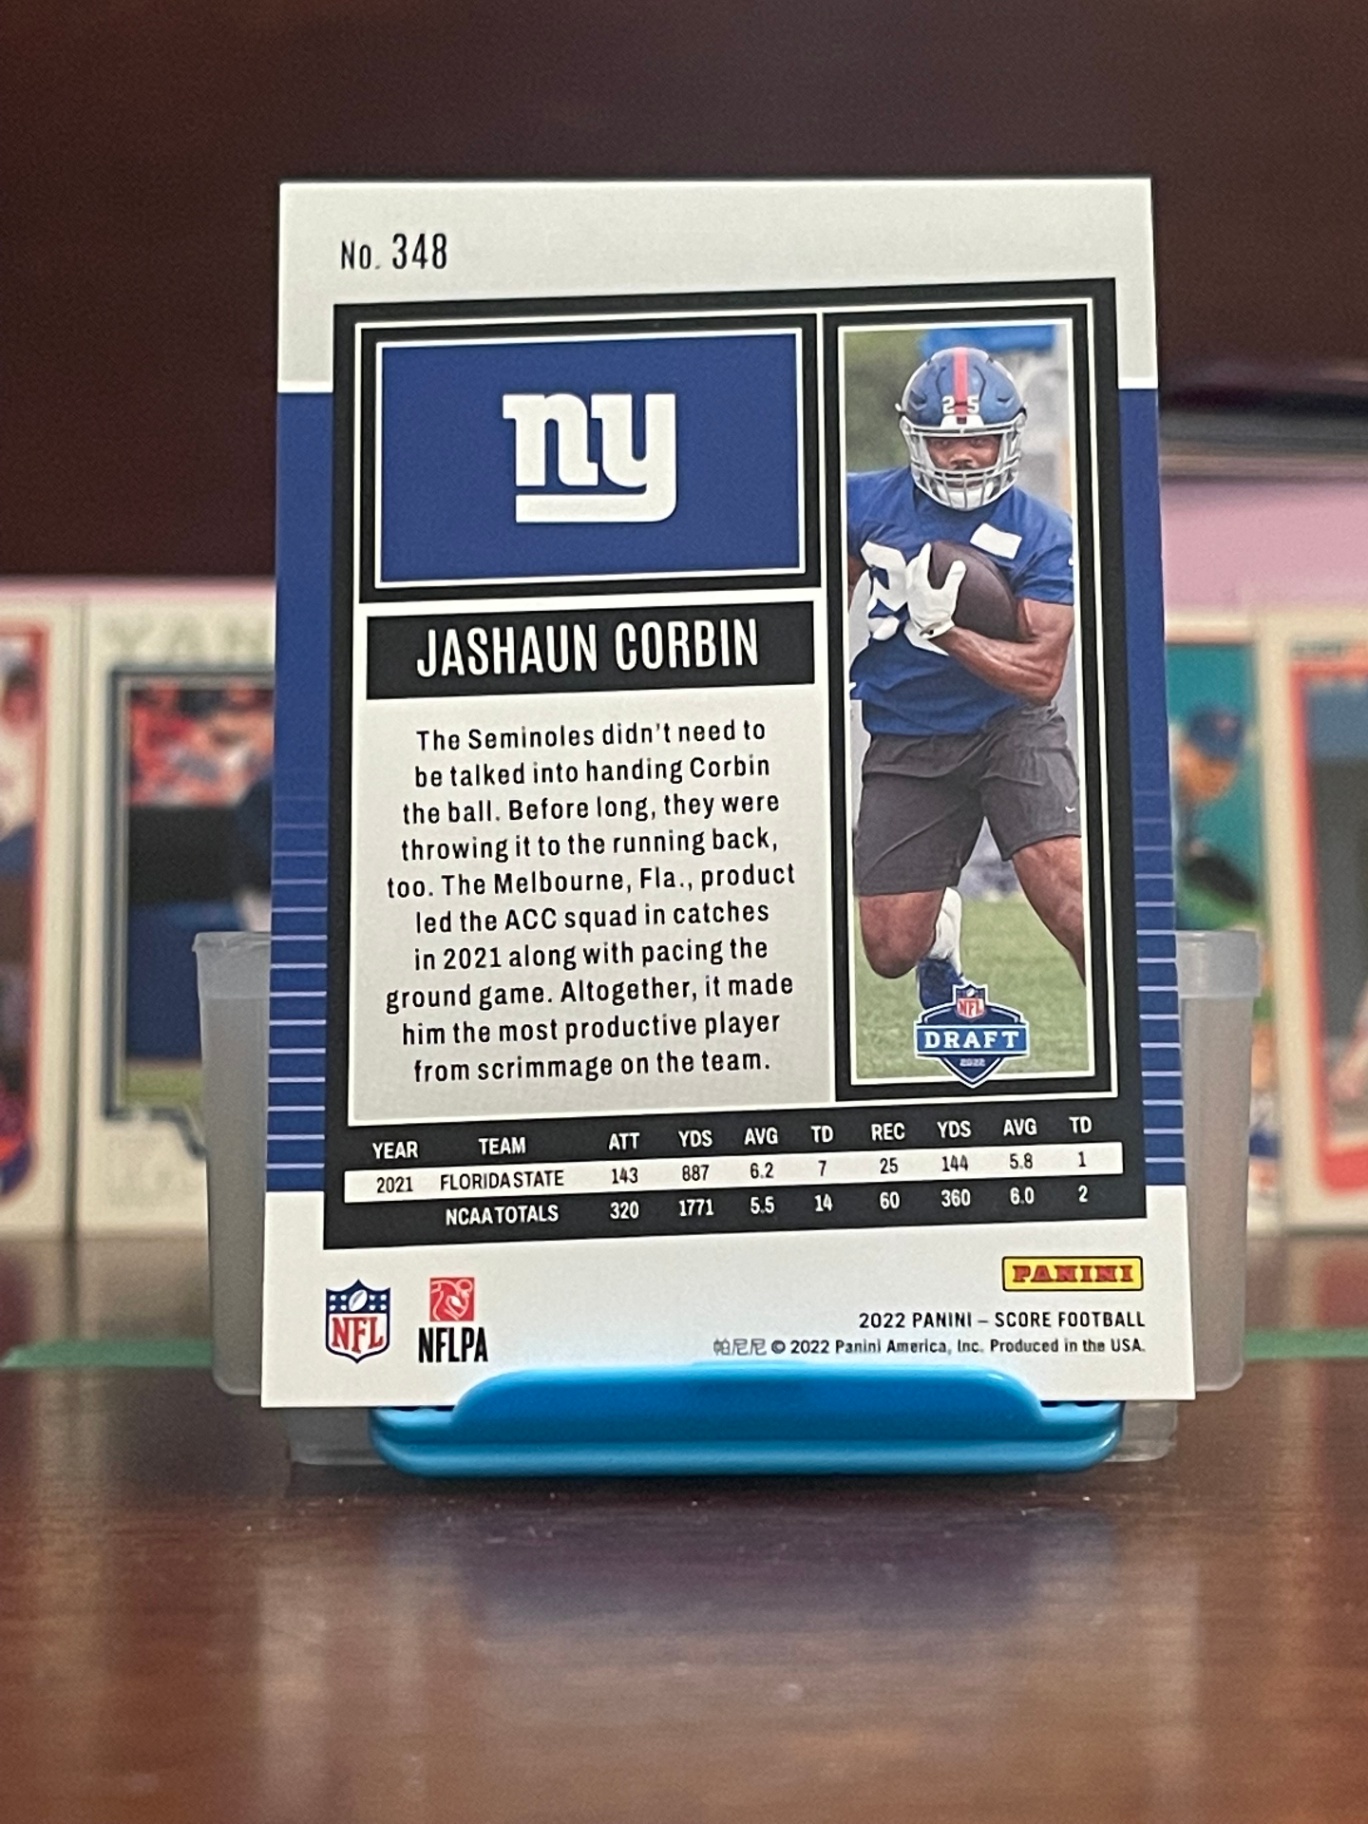 No. 348
ny
25
JASHAUN CORBIN
The Seminoles didn't need to
be talked into handing Corbin
the ball. Before long, they were
throwing it to the running back,
too. The Melbourne, Fla., product
led the ACC squad in catches
in 2021 along with pacing the
ground game. Altogether, it made
him the most productive player
from scrimmage on the team.
NFL
DRAFT
2022
YEAR TEAM ATT YDS AVG TD REC YDS AVG TD
2021 FLORIDA STATE 143 887 6.2 7 25 144 5.8 1
NCAA TOTALS 320 1771 5.5 14 60 360 6.0 2
PANINI
NFL NFLPA
2022 PANINI – SCORE FOOTBALL
帕尼尼 © 2022 Panini America, Inc. Produced in the USA.